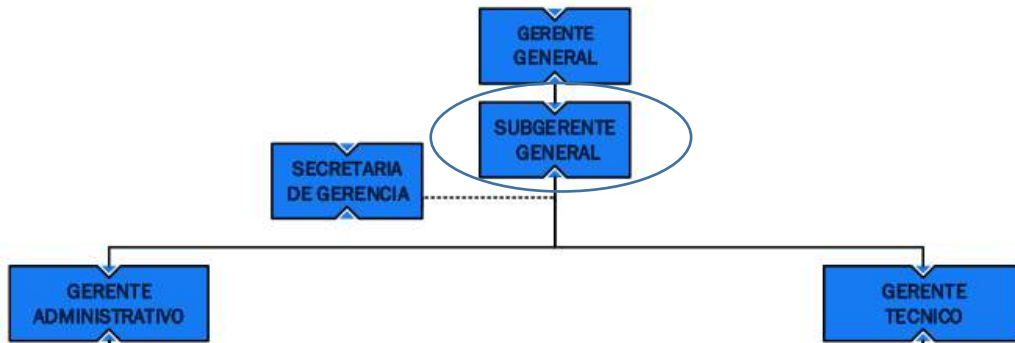 GERENTE
GENERAL
SUBGERENTE
GENERAL
SECRETARIA
DE GERENCIA
GERENTE
ADMINISTRATIVO
GERENTE
TECNICO